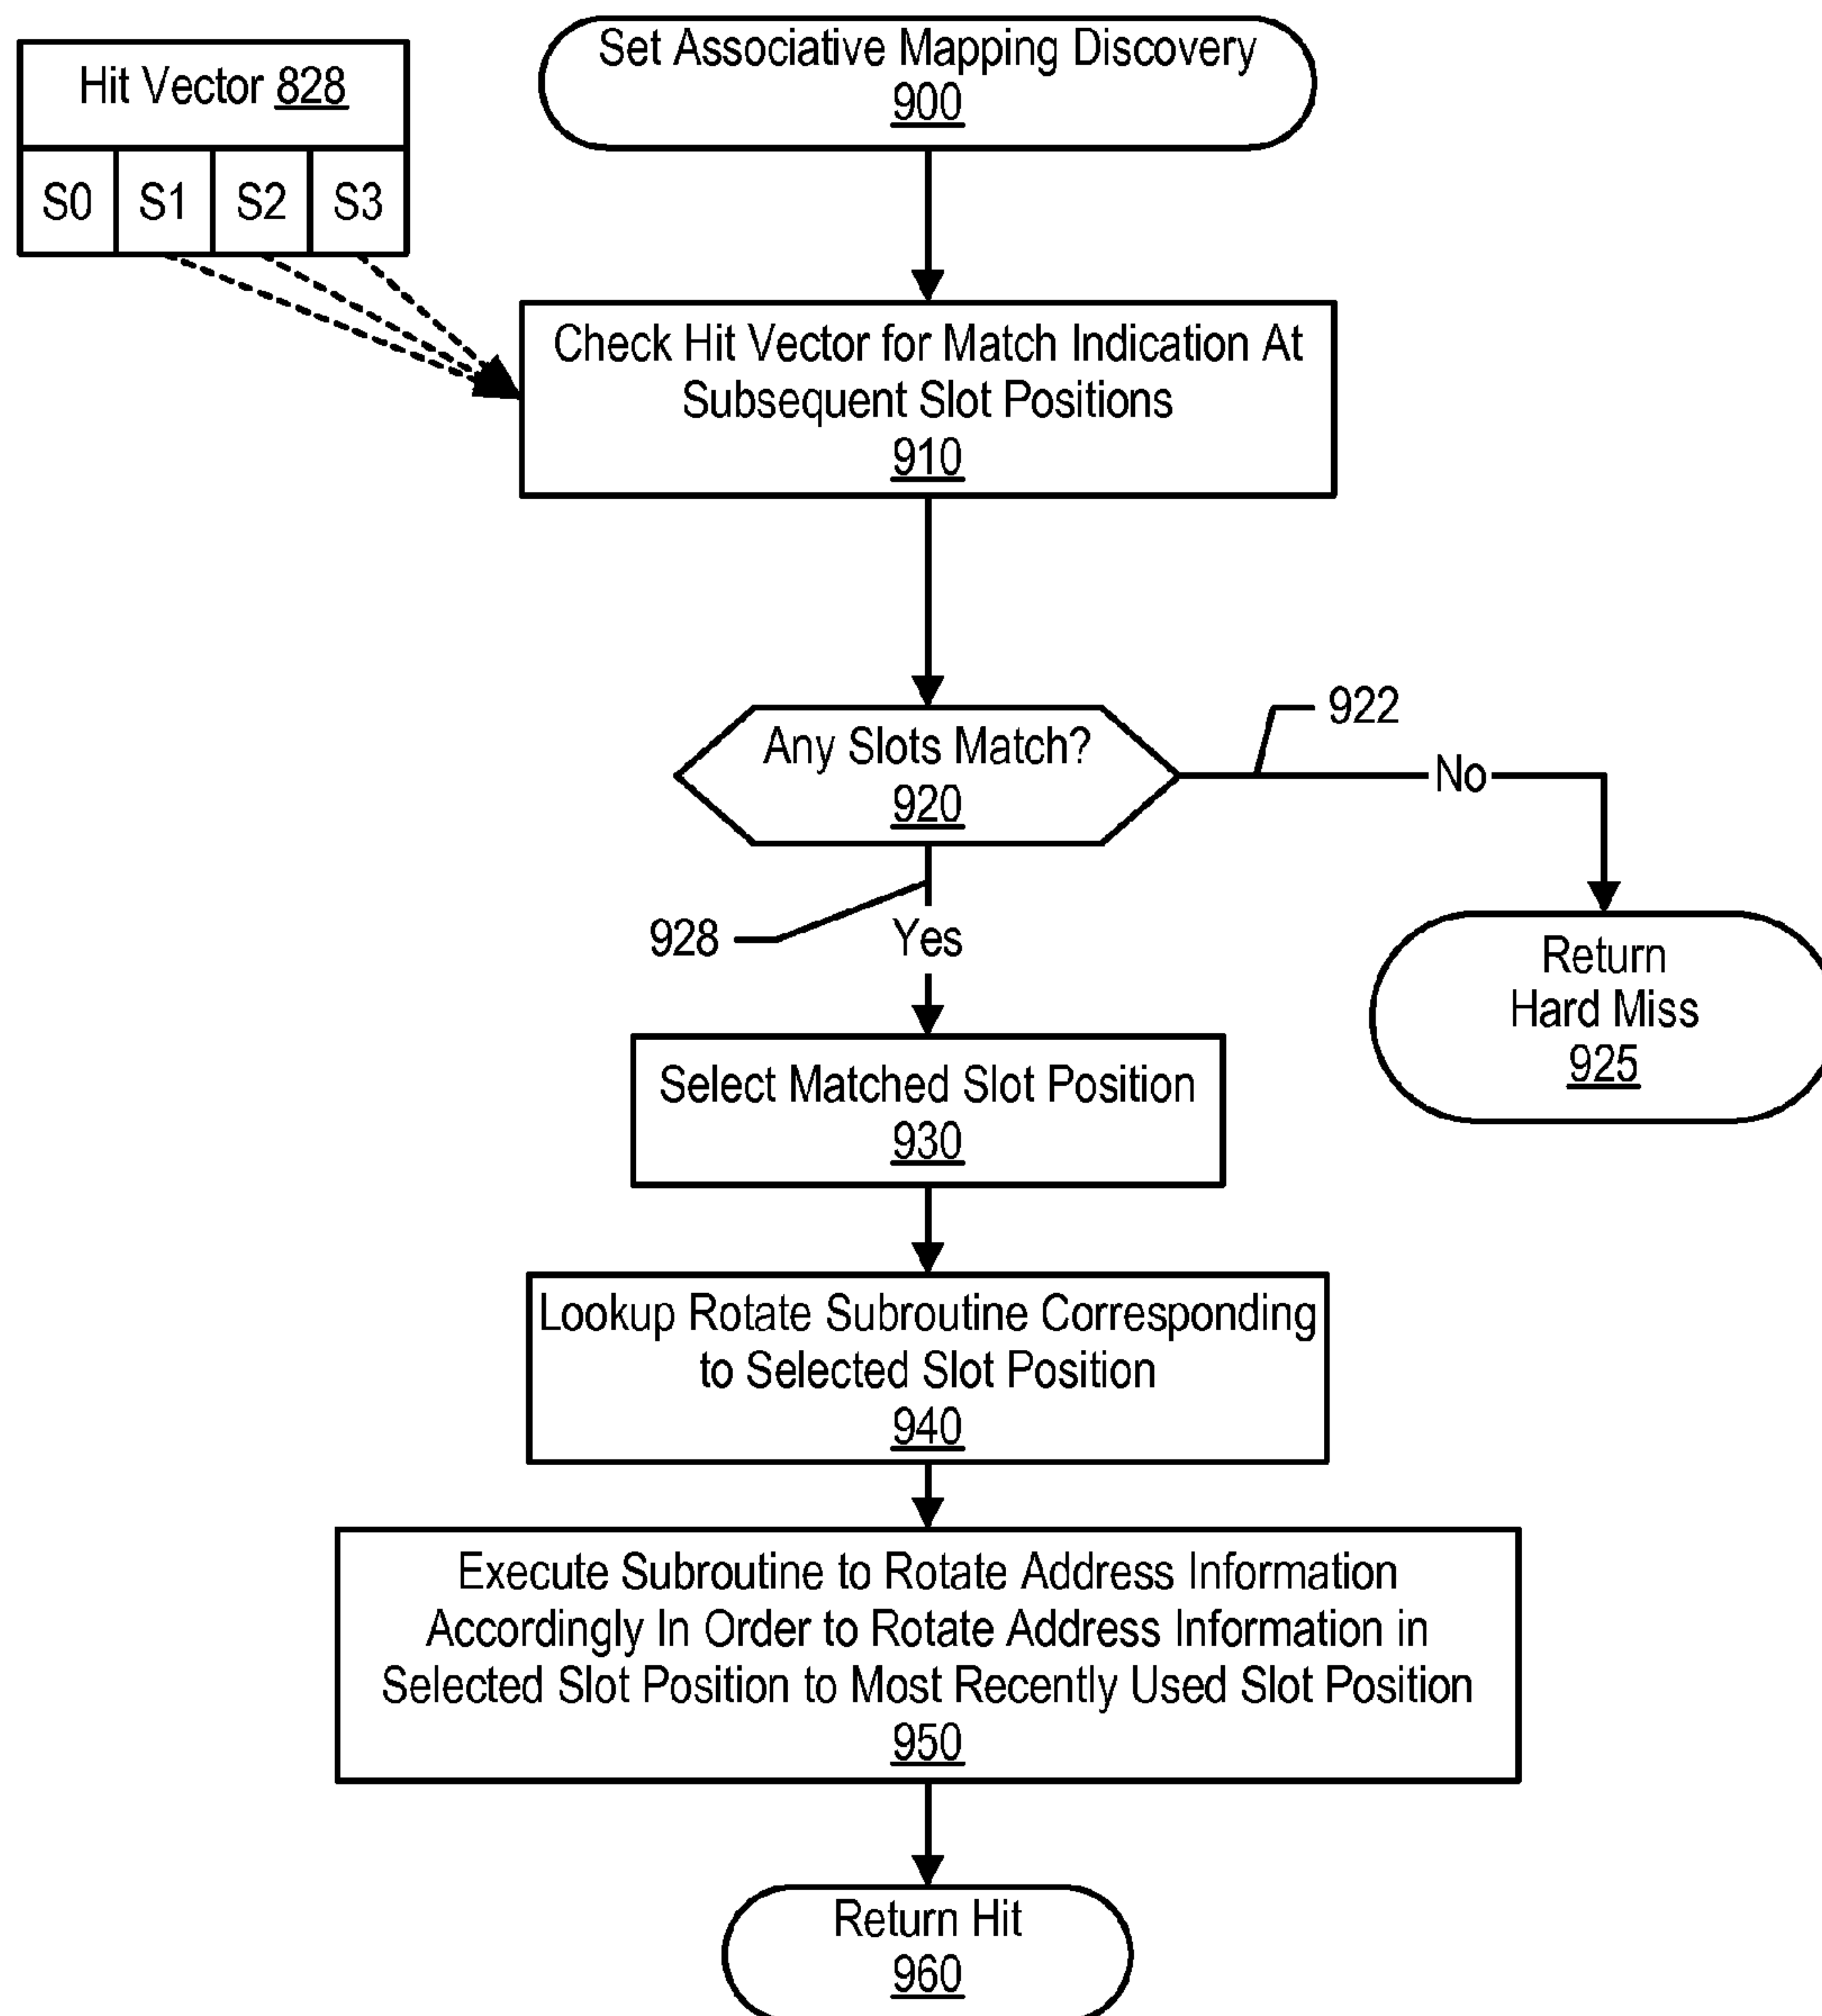 Hit Vector 828
S0 S1 S2 S3
Set Associative Mapping Discovery
900
Check Hit Vector for Match Indication At
Subsequent Slot Positions
910
Any Slots Match?
920
922
No
928
Yes
Return
Hard Miss
925
Select Matched Slot Position
930
Lookup Rotate Subroutine Corresponding
to Selected Slot Position
940
Execute Subroutine to Rotate Address Information
Accordingly In Order to Rotate Address Information in
Selected Slot Position to Most Recently Used Slot Position
950
Return Hit
960